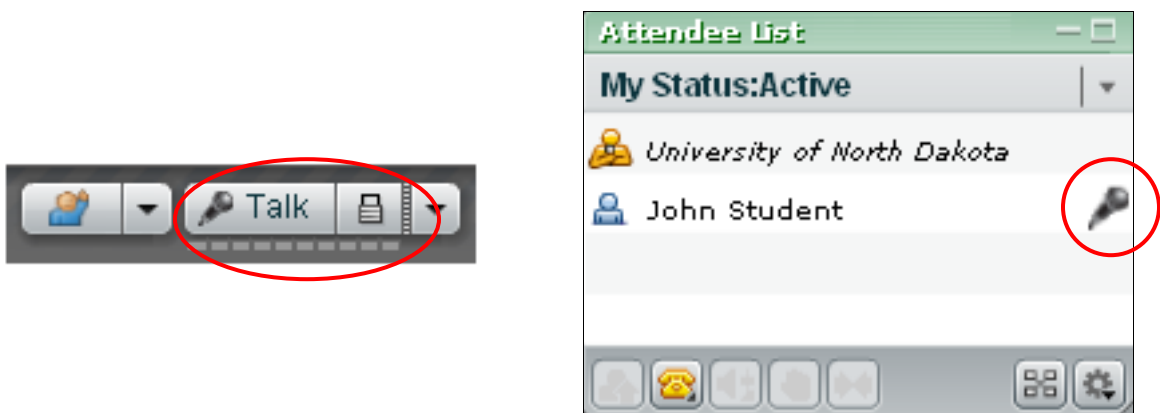 Talk
Attendee List
My Status:Active
University of North Dakota
John Student